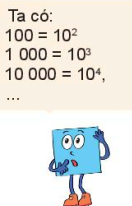 Ta có:
100 = 10²
1 000 = 10³
10 000 = 10⁴,
...